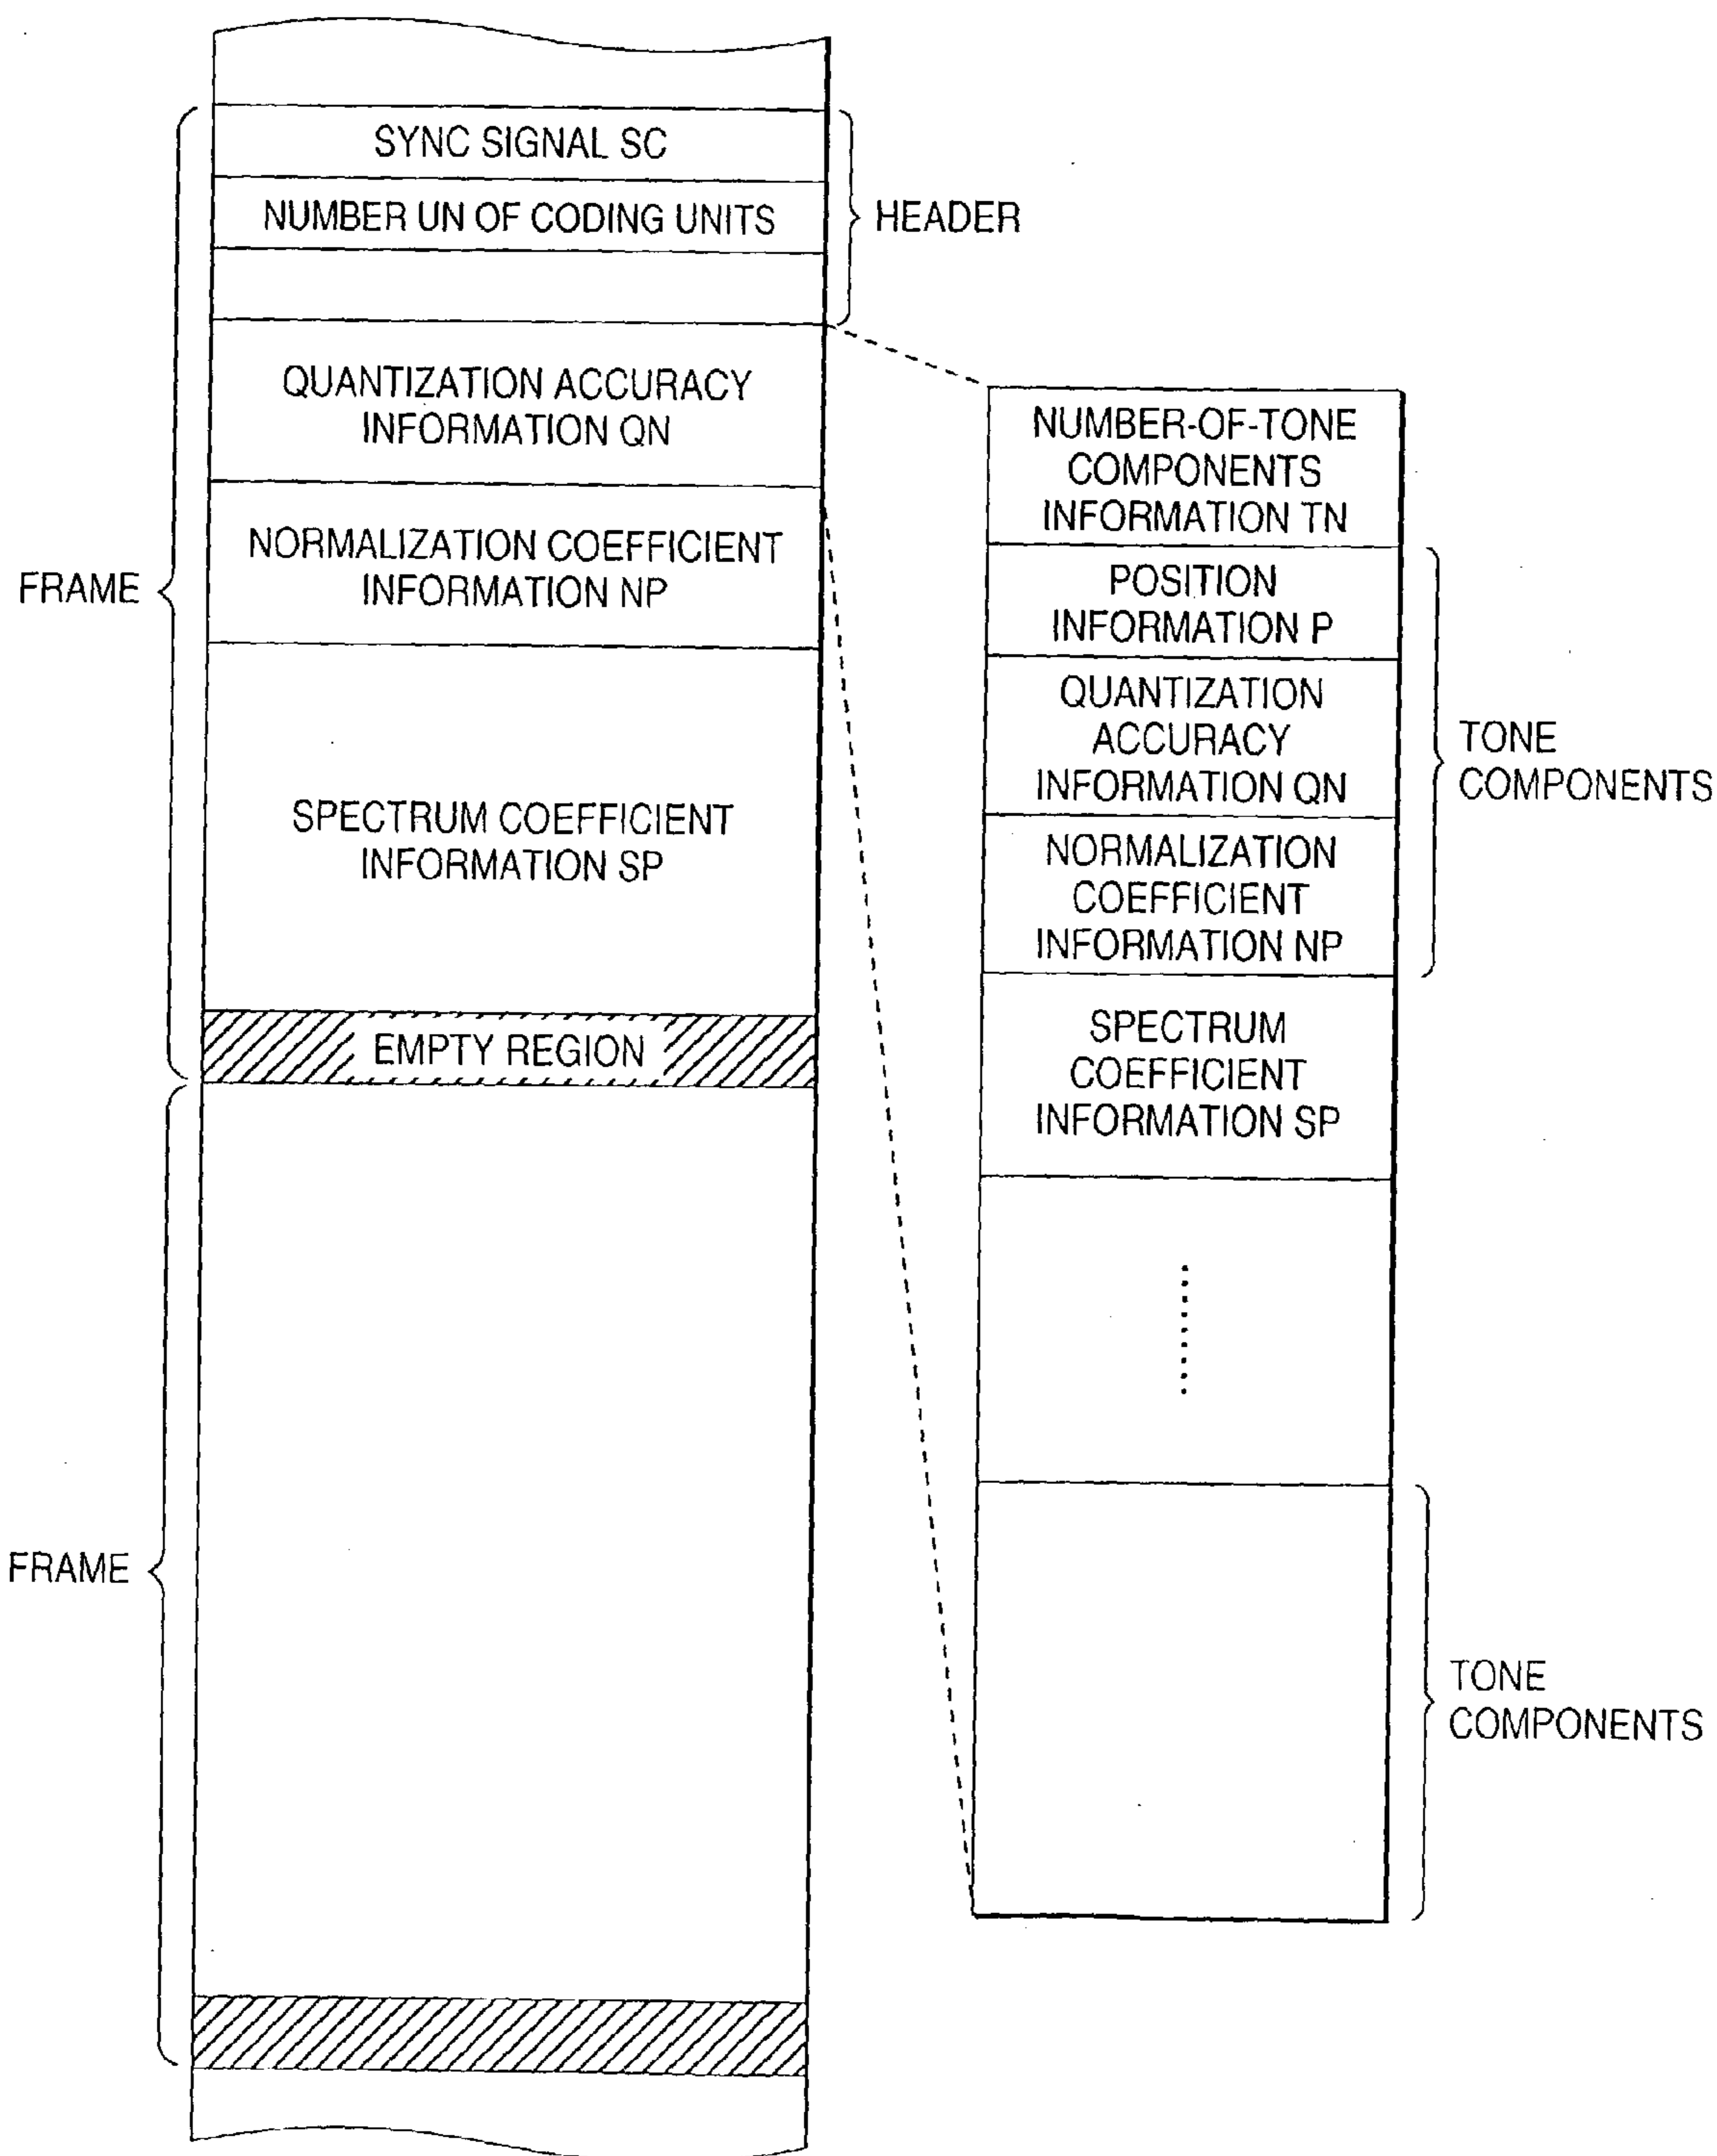 SYNC SIGNAL SC
NUMBER UN OF CODING UNITS
HEADER
QUANTIZATION ACCURACY
INFORMATION QN
NORMALIZATION COEFFICIENT
INFORMATION NP
FRAME
SPECTRUM COEFFICIENT
INFORMATION SP
EMPTY REGION
FRAME
NUMBER-OF-TONE
COMPONENTS
INFORMATION TN
POSITION
INFORMATION P
QUANTIZATION
ACCURACY
INFORMATION QN
NORMALIZATION
COEFFICIENT
INFORMATION NP
TONE
COMPONENTS
SPECTRUM
COEFFICIENT
INFORMATION SP
TONE
COMPONENTS